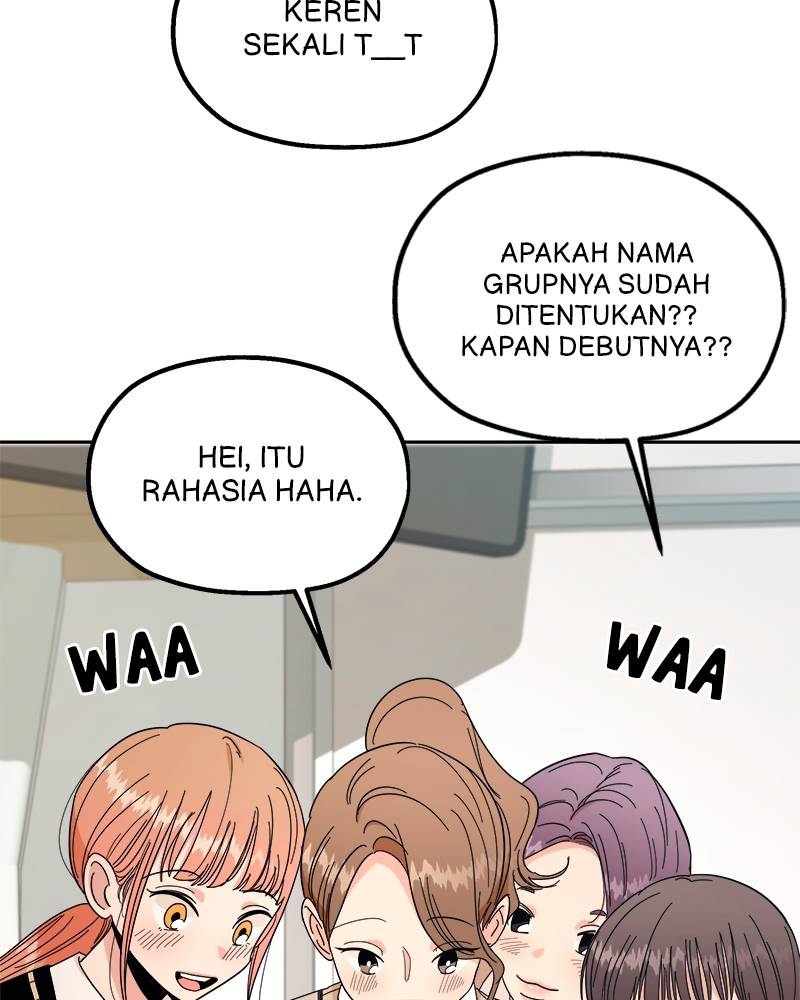 KEREN
SEKALI T__T
APAKAH NAMA
GRUPNYA SUDAH
DITENTUKAN??
KAPAN DEBUTNYA??
HEI, ITU
RAHASIA HAHA.
WAA
WAA